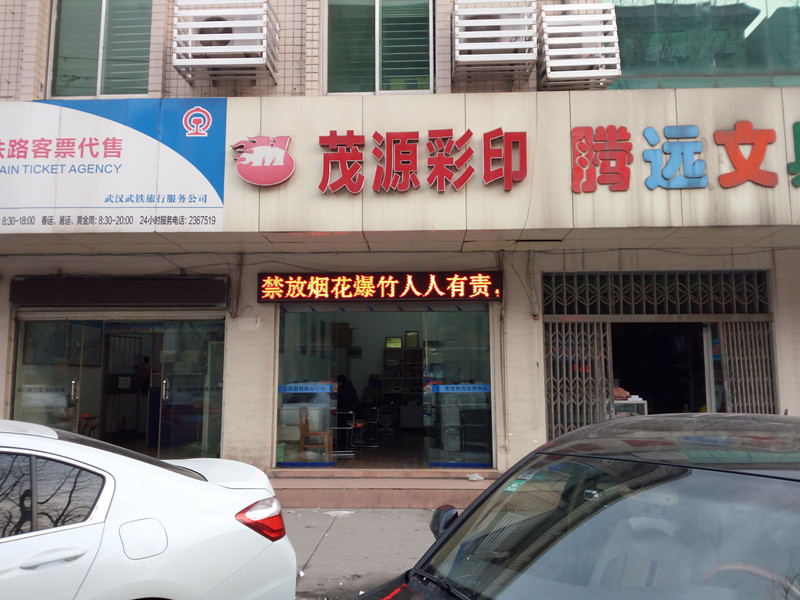 铁路客票代售
AIN TICKET AGENCY
武汉武铁旅行服务公司
8:30-18:00 春运、暑运、黄金周:8:30-20:00 24小时服务电话:2367519
M
茂源彩印
腾远文具
禁放烟花爆竹人人有责.